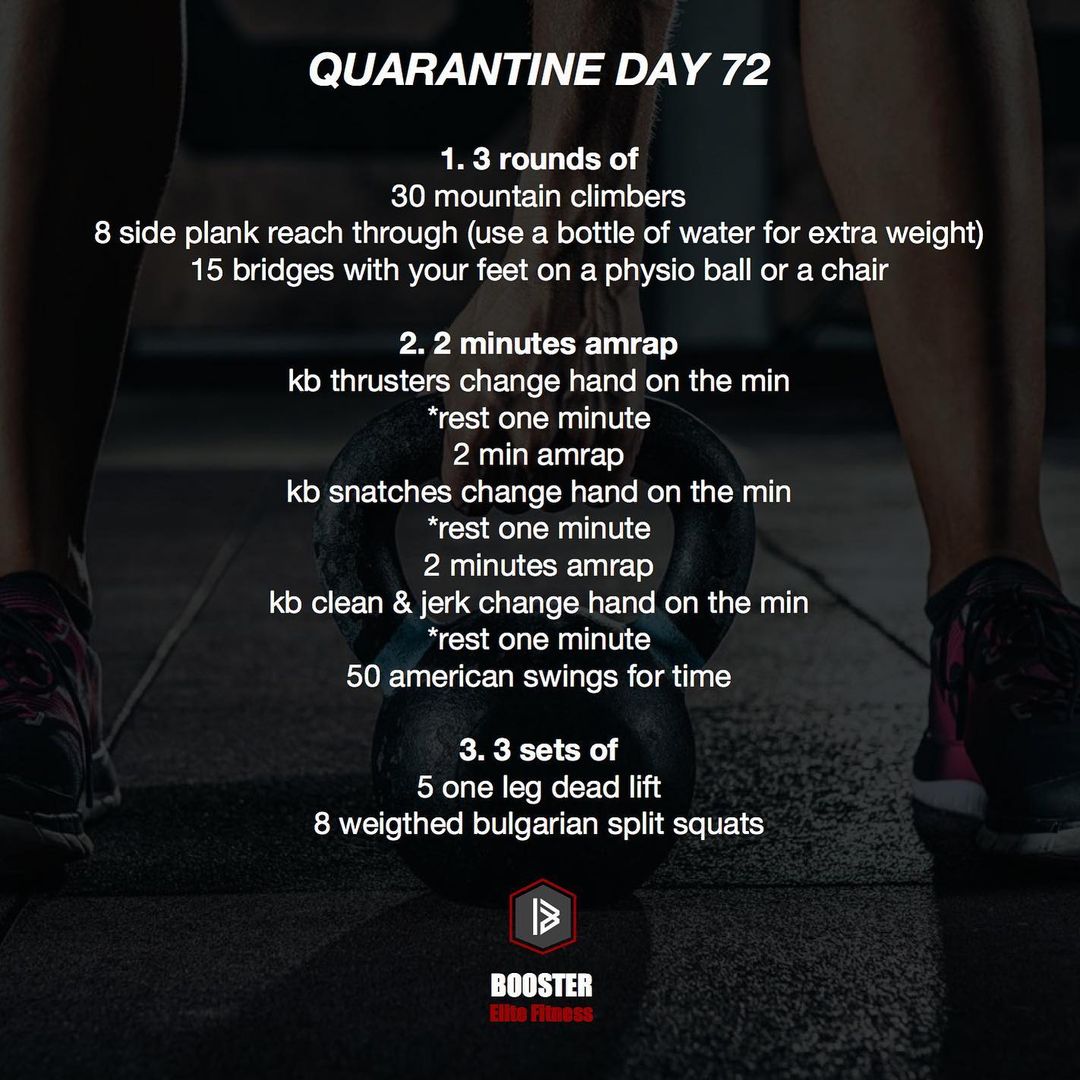 QUARANTINE DAY 72
1. 3 rounds of
30 mountain climbers
8 side plank reach through (use a bottle of water for extra weight)
15 bridges with your feet on a physio ball or a chair
2. 2 minutes amrap
kb thrusters change hand on the min
*rest one minute
2 min amrap
kb snatches change hand on the min
*rest one minute
2 minutes amrap
kb clean & jerk change hand on the min
*rest one minute
50 american swings for time
3. 3 sets of
5 one leg dead lift
8 weigthed bulgarian split squats
BOOSTER
Elite Fitness